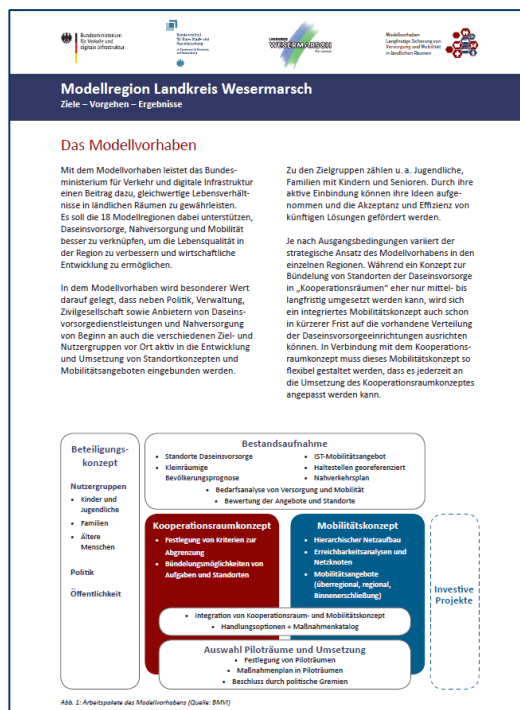 Bundesministerium
für Verkehr und
digitale Infrastruktur
Bundesinstitut
für Bau-, Stadt- und
Raumforschung
LANDKREIS
WESERMARSCH
Modellvorhaben
Langfristige Sicherung von
Versorgung und Mobilität
in ländlichen Räumen
Modellregion Landkreis Wesermarsch
Ziele – Vorgehen – Ergebnisse
Das Modellvorhaben
Mit dem Modellvorhaben leistet das Bundes-
ministerium für Verkehr und digitale Infrastruktur
einen Beitrag dazu, gleichwertige Lebensverhält-
nisse in ländlichen Räumen zu gewährleisten.
Es soll die 18 Modellregionen dabei unterstützen,
Daseinsvorsorge, Nahversorgung und Mobilität
besser zu verknüpfen, um die Lebensqualität in
der Region zu verbessern und wirtschaftliche
Entwicklung zu ermöglichen.
In dem Modellvorhaben wird besonderer Wert
darauf gelegt, dass neben Politik, Verwaltung,
Zivilgesellschaft sowie Anbietern von Daseins-
vorsorgedienstleistungen und Nahversorgung
von Beginn an auch die verschiedenen Ziel- und
Nutzergruppen vor Ort aktiv in die Entwicklung
und Umsetzung von Standortkonzepten und
Mobilitätsangeboten eingebunden werden.
Zu den Zielgruppen zählen u. a. Jugendliche,
Familien mit Kindern und Senioren. Durch ihre
aktive Einbindung können ihre Ideen aufge-
nommen und die Akzeptanz und Effizienz von
künftigen Lösungen gefördert werden.
Je nach Ausgangsbedingungen variiert der
strategische Ansatz des Modellvorhabens in den
einzelnen Regionen. Während ein Konzept zur
Bündelung von Standorten der Daseinsvorsorge
in „Kooperationsräumen“ eher nur mittel- bis
langfristig umgesetzt werden kann, wird sich
ein integriertes Mobilitätskonzept auch schon
in kürzerer Frist auf die vorhandene Verteilung
der Daseinsvorsorgeeinrichtungen ausrichten
können. In Verbindung mit dem Kooperations-
raumkonzept muss dieses Mobilitätskonzept so
flexibel gestaltet werden, dass es jederzeit an
die Umsetzung des Kooperationsraumkonzeptes
angepasst werden kann.
Beteiligungs-
konzept
Nutzergruppen
• Kinder und
Jugendliche
• Familien
• Ältere
Menschen
Politik
Öffentlichkeit
Bestandsaufnahme
• Standorte Daseinsvorsorge
• Kleinräumige
Bevölkerungsprognose
• IST-Mobilitätsangebot
• Haltestellen georeferenziert
• Nahverkehrsplan
• Bedarfsanalyse von Versorgung und Mobilität
• Bewertung der Angebote und Standorte
Kooperationsraumkonzept
• Festlegung von Kriterien zur
Abgrenzung
• Bündelungsmöglichkeiten von
Aufgaben und Standorten
Mobilitätskonzept
• Hierarchischer Netzaufbau
• Erreichbarkeitsanalysen und
Netzknoten
• Mobilitätsangebote
(überregional, regional,
Binnenerschließung)
Investive
Projekte
• Integration von Kooperationsraum- und Mobilitätskonzept
• Handlungsoptionen + Maßnahmenkatalog
Auswahl Piloträume und Umsetzung
• Festlegung von Piloträumen
• Maßnahmenplan in Piloträumen
• Beschluss durch politische Gremien
Abb. 1: Arbeitspakete des Modellvorhabens (Quelle: BMVI)